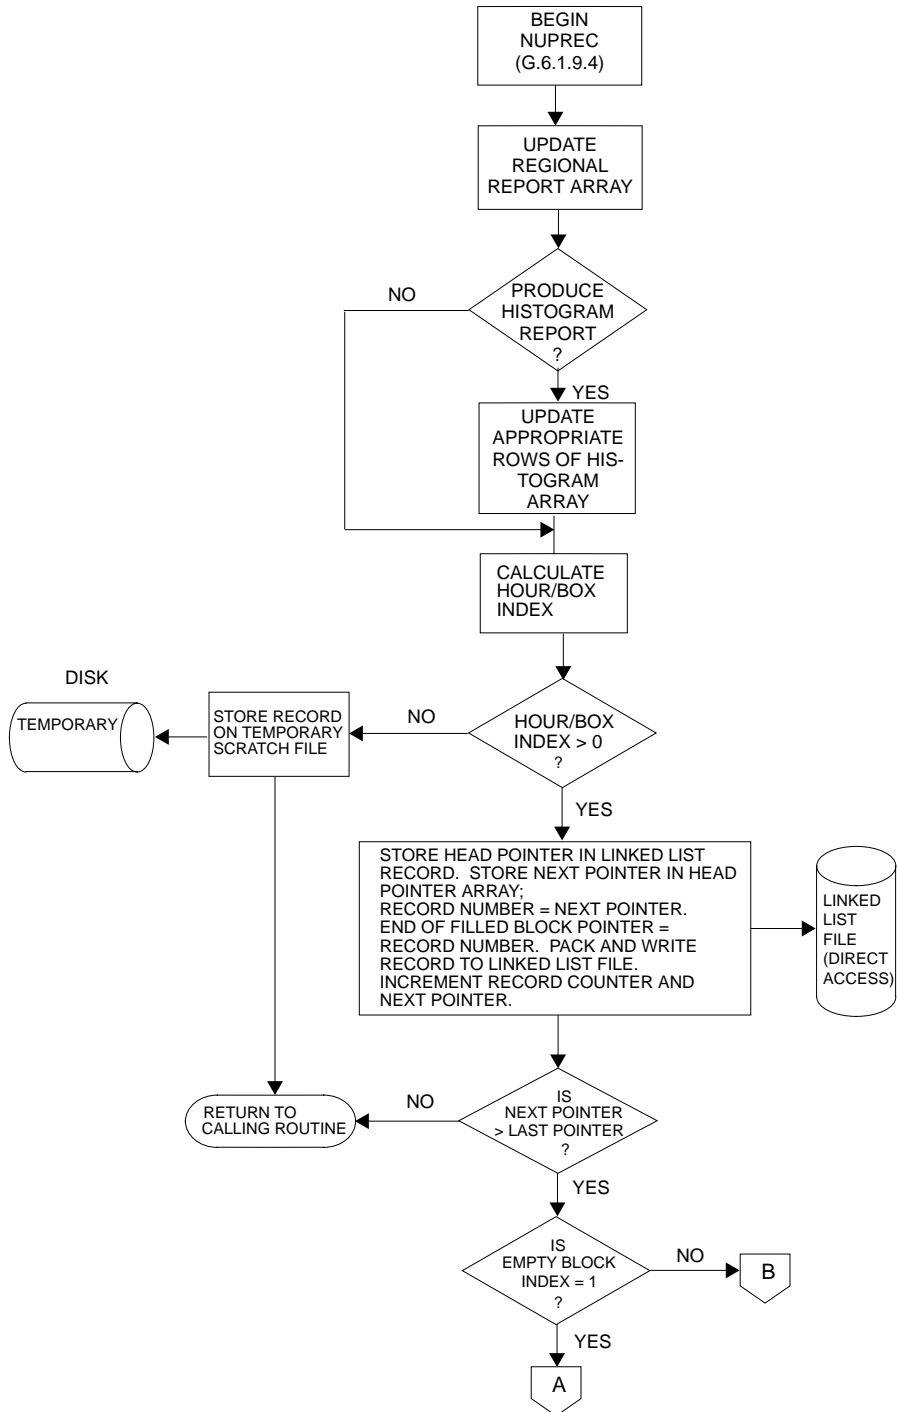 BEGIN
NUPREC
(G.6.1.9.4)
UPDATE
REGIONAL
REPORT ARRAY
NO
PRODUCE
HISTOGRAM
REPORT
?
YES
UPDATE
APPROPRIATE
ROWS OF HIS-
TOGRAM
ARRAY
CALCULATE
HOUR/BOX
INDEX
DISK
TEMPORARY
STORE RECORD
ON TEMPORARY
SCRATCH FILE
NO
HOUR/BOX
INDEX > 0
?
YES
STORE HEAD POINTER IN LINKED LIST
RECORD.  STORE NEXT POINTER IN HEAD
POINTER ARRAY;
RECORD NUMBER = NEXT POINTER.
END OF FILLED BLOCK POINTER =
RECORD NUMBER.  PACK AND WRITE
RECORD TO LINKED LIST FILE.
INCREMENT RECORD COUNTER AND
NEXT POINTER.
LINKED
LIST
FILE
(DIRECT
ACCESS)
RETURN TO
CALLING ROUTINE
NO
IS
NEXT POINTER
> LAST POINTER
?
YES
IS
EMPTY BLOCK
INDEX = 1
?
NO
B
YES
A